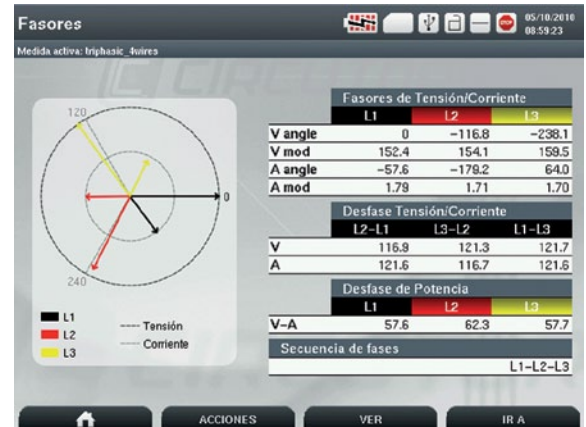 Fasores
05/10/2010
08:59:23
Medida activa: triphasic_4wires
120
0
240
L1
L2
L3
Tensión
Corriente
Fasores de Tensión/Corriente
L1 L2 L3
V angle 0 -116.8 -238.1
V mod 152.4 154.1 159.5
A angle -57.6 -179.2 64.0
A mod 1.79 1.71 1.70
Desfase Tensión/Corriente
L2-L1 L3-L2 L1-L3
V 116.9 121.3 121.7
A 121.6 116.7 121.6
Desfase de Potencia
L1 L2 L3
V-A 57.6 62.3 57.7
Secuencia de fases
L1-L2-L3
ACCIONES VER IR A